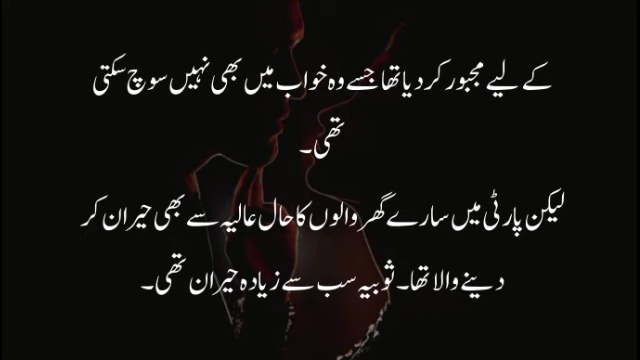 کے لیے مجبور کر دیا تھا جسے وہ خواب میں بھی نہیں سوچ سکتی
تھی۔
لیکن پارٹی میں سارے گھر والوں کا حال عالیہ سے بھی حیران کر
دینے والا تھا۔ ثوبیہ سب سے زیادہ حیران تھی۔